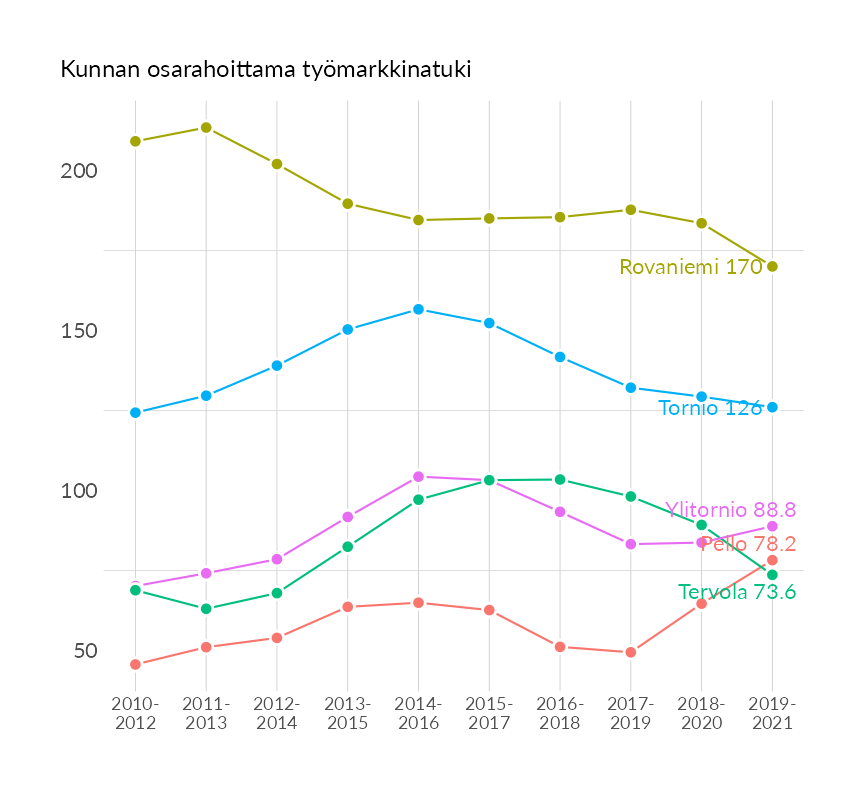 Kunnan osarahoittama työmarkkinatuki
200
Rovaniemi 170
150
Tornio 126
100
Ylitornio 88.8
Pello 78.2
Tervola 73.6
50
2010- 2011- 2012- 2013- 2014- 2015- 2016- 2017- 2018- 2019-
2012 2013 2014 2015 2016 2017 2018 2019 2020 2021